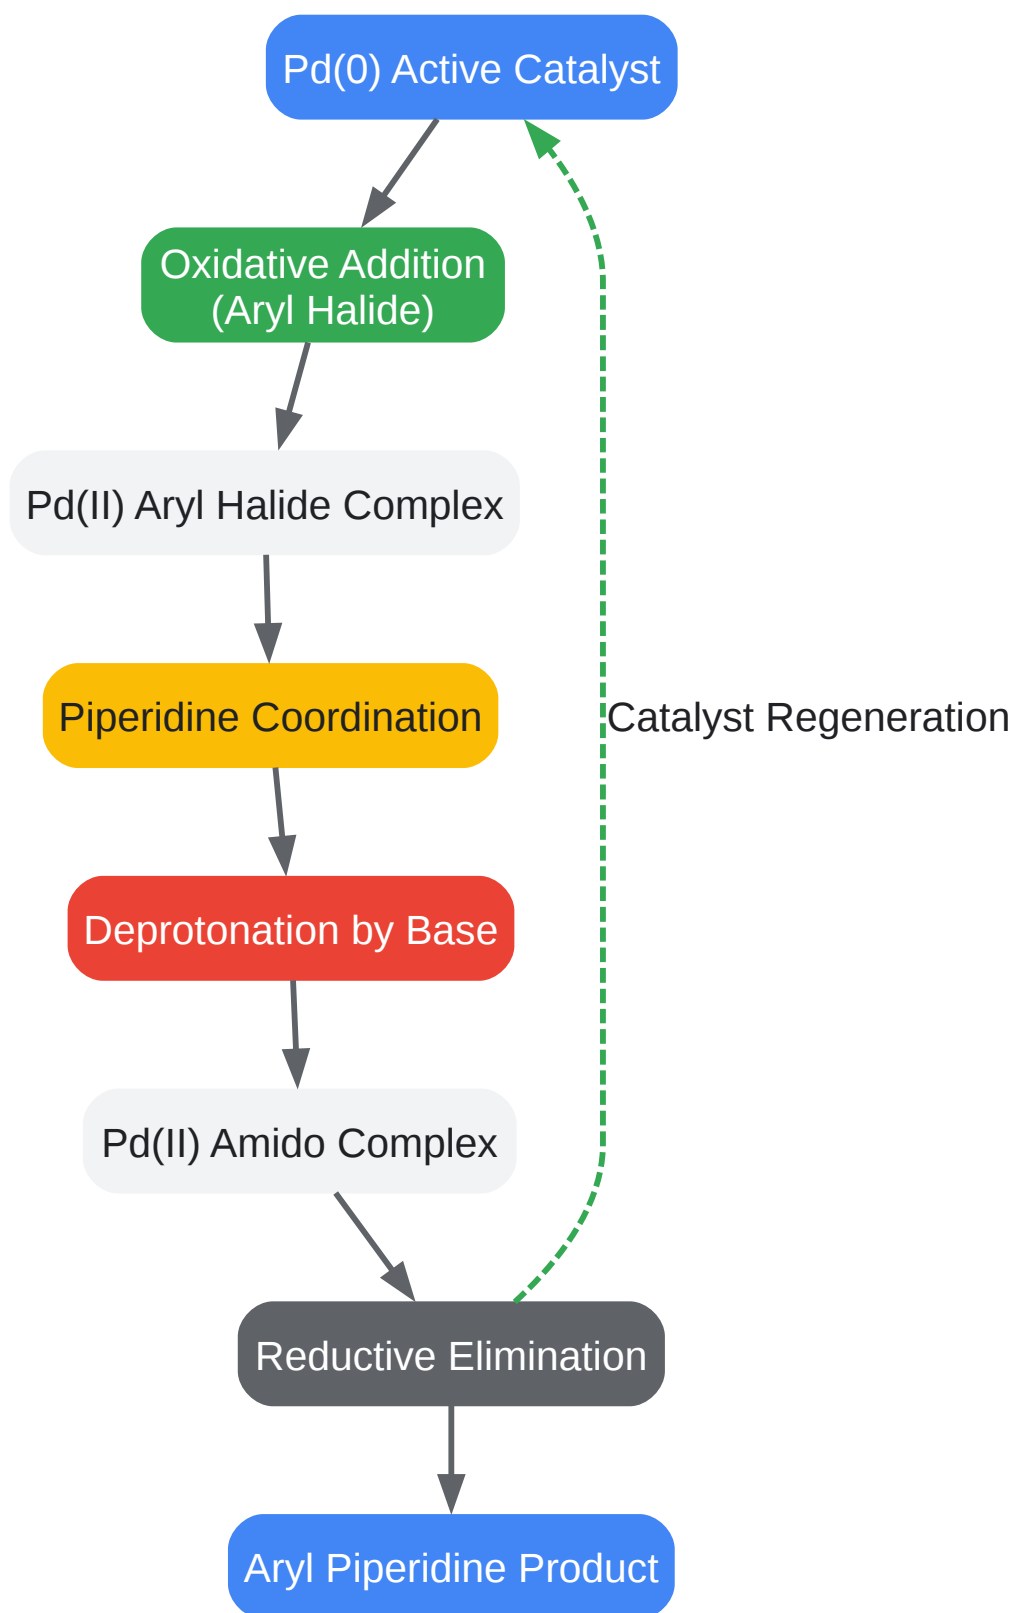 Pd(0) Active Catalyst
Oxidative Addition
(Aryl Halide)
Pd(II) Aryl Halide Complex
Piperidine Coordination
Catalyst Regeneration
Deprotonation by Base
Pd(II) Amido Complex
Reductive Elimination
Aryl Piperidine Product